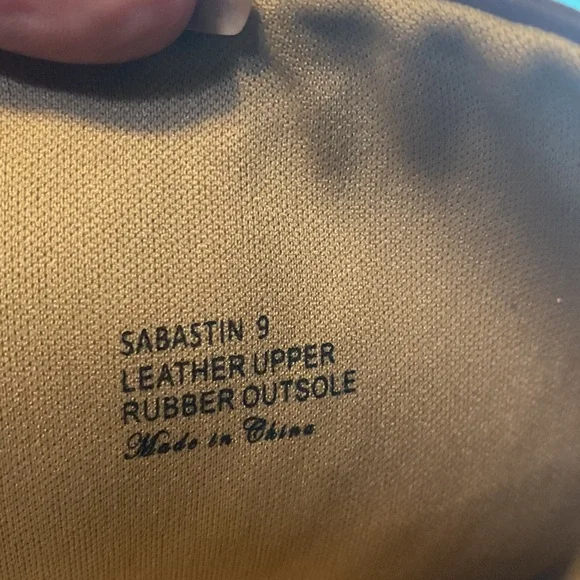 SABASTIN 9
LEATHER UPPER
RUBBER OUTSOLE
Made in China